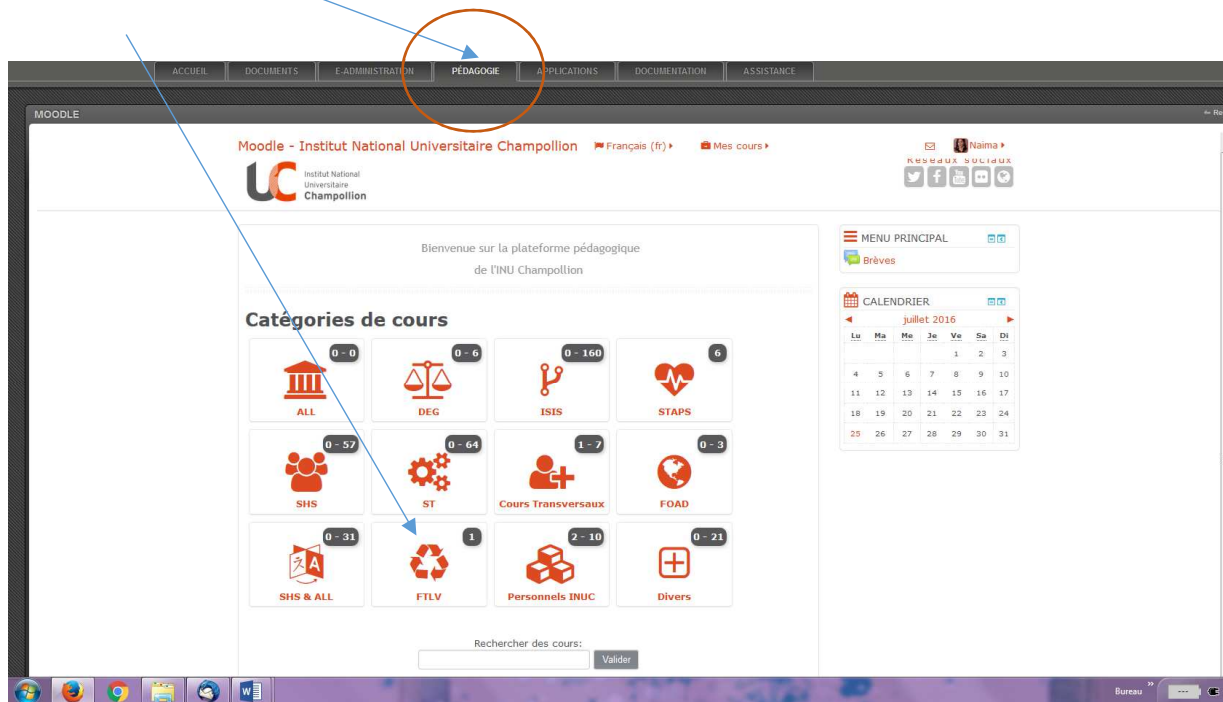 ACCUEIL DOCUMENTS E-ADMINISTRATION PÉDAGOGIE APPLICATIONS DOCUMENTATION ASSISTANCE
MOODLE
Moodle - Institut National Universitaire Champollion Français (fr) Mes cours Naima
Réseaux sociaux
UC Institut National
Universitaire
Champollion
You Tube
Bienvenue sur la plateforme pédagogique
de l'INU Champollion
Catégories de cours
0 - 0 0 - 6 0 - 160 6
ALL DEG ISIS STAPS
0 - 57 0 - 64 1 - 7 0 - 3
SHS ST Cours Transversaux FOAD
0 - 31 1 2 - 10 0 - 21
A
SHS & ALL FTLV Personnels INUC Divers
Rechercher des cours:
Valider
MENU PRINCIPAL
Brèves
CALENDRIER
juillet 2016
Lu Ma Me Je Ve Sa Di
1 2 3
4 5 6 7 8 9 10
11 12 13 14 15 16 17
18 19 20 21 22 23 24
25 26 27 28 29 30 31
Bureau